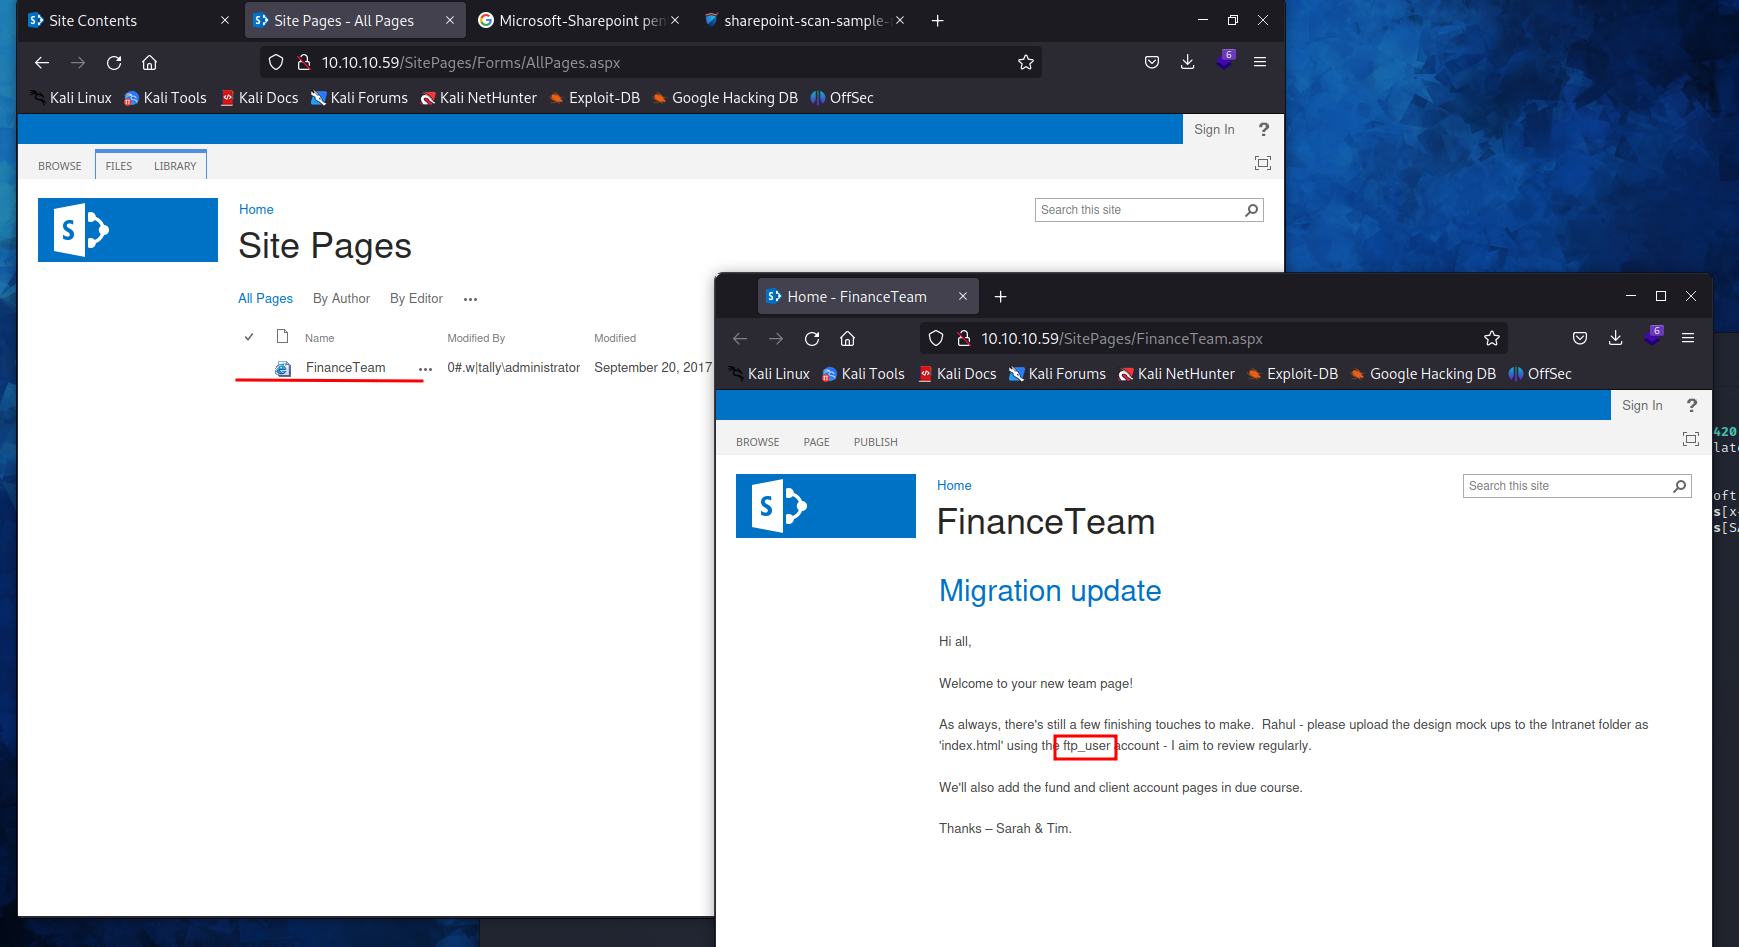 Site Contents
Site Pages - All Pages
Microsoft-Sharepoint pen
sharepoint-scan-sample-
10.10.10.59/SitePages/Forms/AllPages.aspx
6
Kali Linux Kali Tools Kali Docs Kali Forums Kali NetHunter Exploit-DB Google Hacking DB OffSec
Sign In ?
BROWSE FILES LIBRARY
S
Home
Search this site
Site Pages
All Pages By Author By Editor ...
Name Modified By Modified
FinanceTeam ... 0#.w|tally\administrator September 20, 2017
Home - FinanceTeam
10.10.10.59/SitePages/FinanceTeam.aspx
6
Kali Linux Kali Tools Kali Docs Kali Forums Kali NetHunter Exploit-DB Google Hacking DB OffSec
Sign In ?
BROWSE PAGE PUBLISH
S
Home
Search this site
FinanceTeam
Migration update
Hi all,
Welcome to your new team page!
As always, there's still a few finishing touches to make.  Rahul - please upload the design mock ups to the Intranet folder as
'index.html' using the ftp_user account - I aim to review regularly.
We'll also add the fund and client account pages in due course.
Thanks – Sarah & Tim.
420
late
oft
s[x-
s[SA